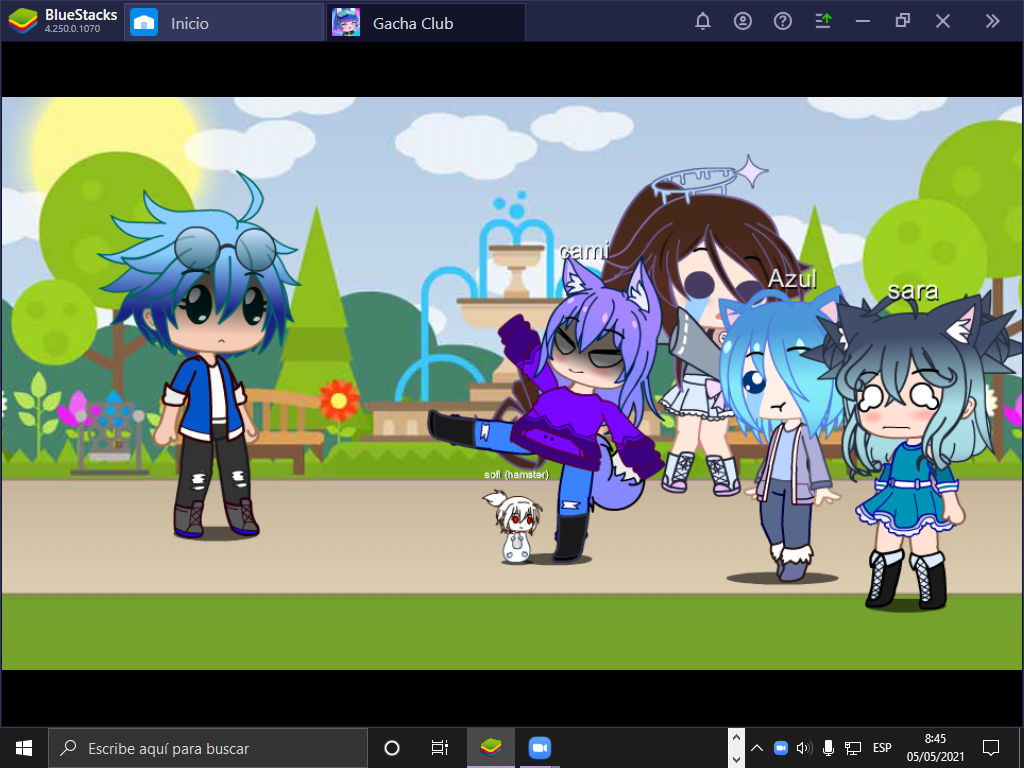 BlueStacks
4.250.0.1070
Inicio
Gacha Club
cami
Azul
sara
sofi (hamster)
Escribe aquí para buscar
ESP
8:45
05/05/2021